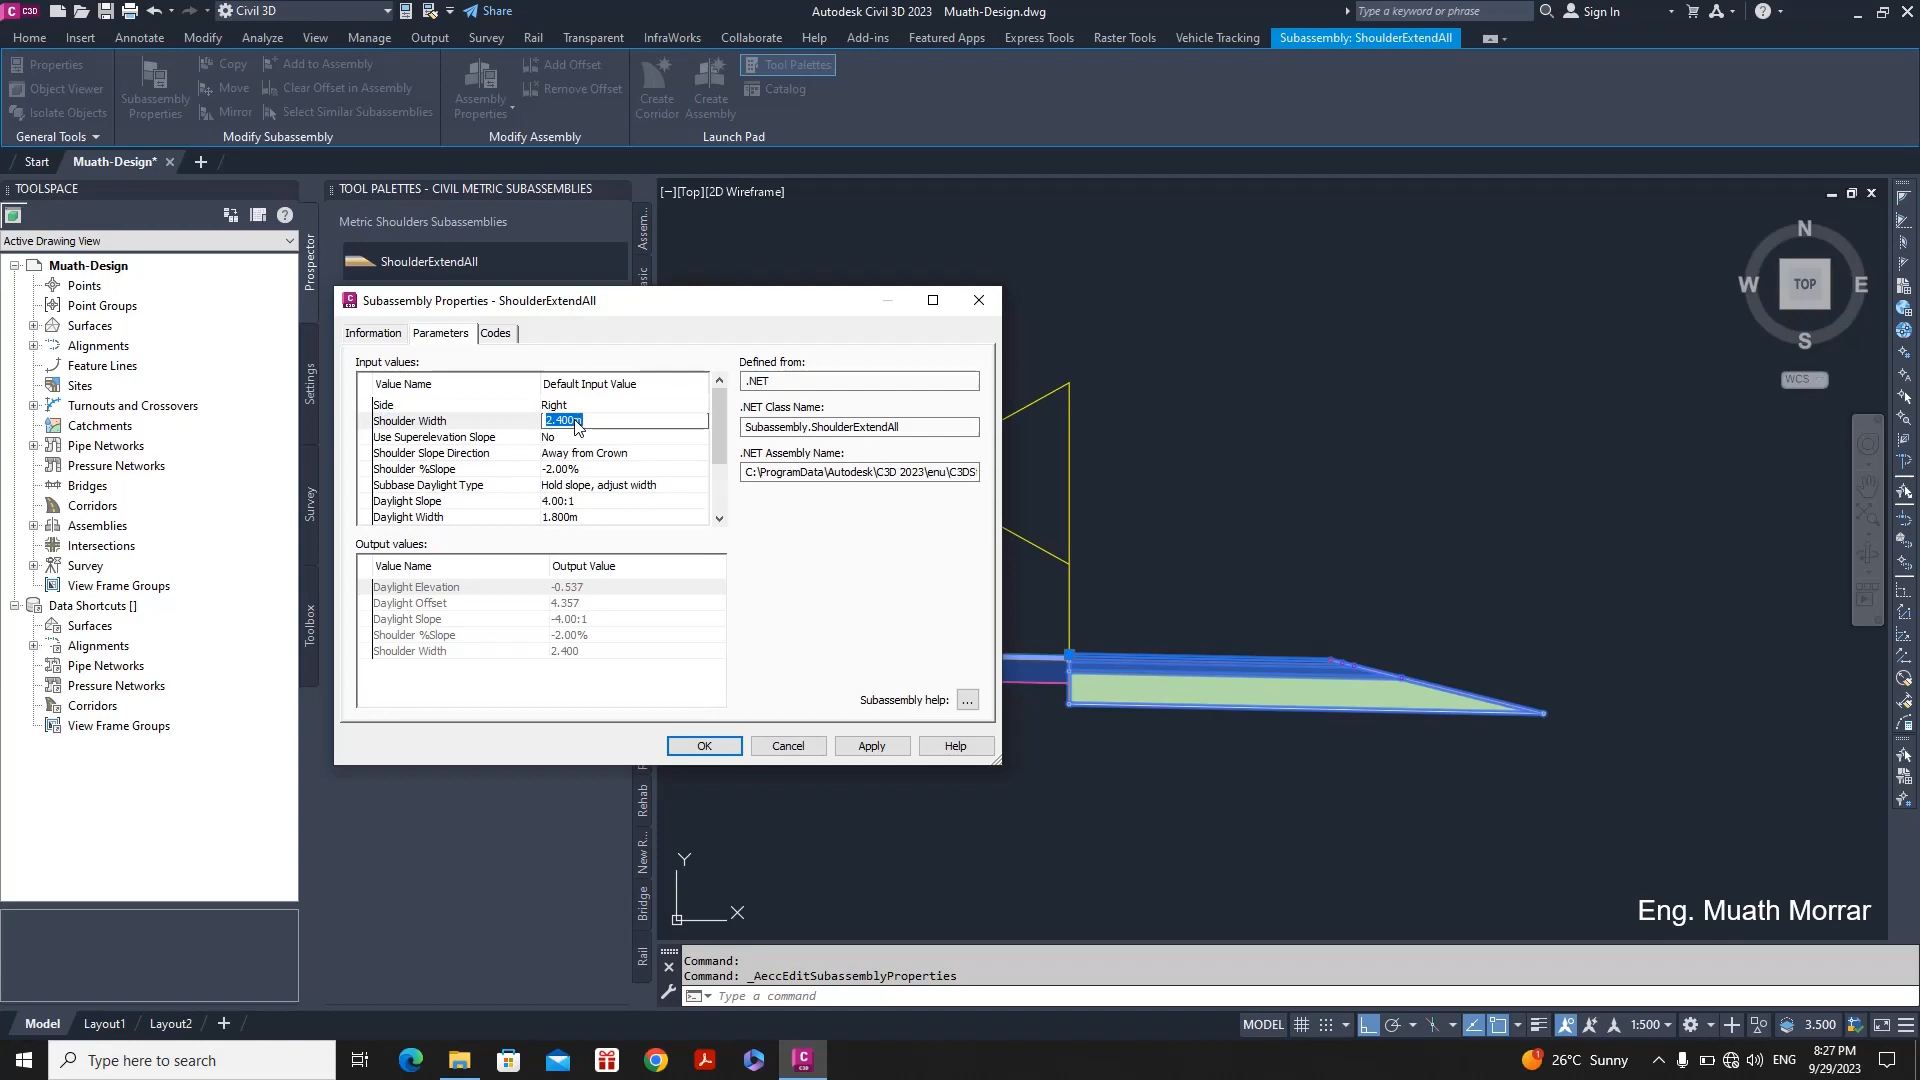 C3D
Civil 3D
Share
Autodesk Civil 3D 2023 Muath-Design.dwg
Type a keyword or phrase
Sign In
Home Insert Annotate Modify Analyze View Manage Output Survey Rail Transparent InfraWorks Collaborate Help Add-ins Featured Apps Express Tools Raster Tools Vehicle Tracking Subassembly: ShoulderExtendAll
Properties
Object Viewer
Isolate Objects
General Tools
Subassembly
Properties
Copy
Move
Mirror
Add to Assembly
Clear Offset in Assembly
Select Similar Subassemblies
Modify Subassembly
Assembly
Properties
Add Offset
Remove Offset
Modify Assembly
Create
Corridor
Create
Assembly
Tool Palettes
Catalog
Launch Pad
Start
Muath-Design*
TOOLSPACE
Active Drawing View
Muath-Design
Points
Point Groups
Surfaces
Alignments
Feature Lines
Sites
Turnouts and Crossovers
Catchments
Pipe Networks
Pressure Networks
Bridges
Corridors
Assemblies
Intersections
Survey
View Frame Groups
Data Shortcuts []
Surfaces
Alignments
Pipe Networks
Pressure Networks
Corridors
View Frame Groups
Prospector
Settings
Survey
Toolbox
TOOL PALETTES - CIVIL METRIC SUBASSEMBLIES
Metric Shoulders Subassemblies
ShoulderExtendAll
Assem...
Rehab
New R...
Bridge
Rail
Subassembly Properties - ShoulderExtendAll
Information Parameters Codes
Input values:
Value Name Default Input Value
Side Right
Shoulder Width 2.400m
Use Superelevation Slope No
Shoulder Slope Direction Away from Crown
Shoulder %Slope -2.00%
Subbase Daylight Type Hold slope, adjust width
Daylight Slope 4.00:1
Daylight Width 1.800m
Output values:
Value Name Output Value
Daylight Elevation -0.537
Daylight Offset 4.357
Daylight Slope -4.00:1
Shoulder %Slope -2.00%
Shoulder Width 2.400
Defined from:
.NET
.NET Class Name:
Subassembly.ShoulderExtendAll
.NET Assembly Name:
C:\ProgramData\Autodesk\C3D 2023\enu\C3DS
Subassembly help: ...
OK Cancel Apply Help
[−][Top][2D Wireframe]
N
W TOP E
S
WCS
Y
X
Eng. Muath Morrar
Command:
Command: _AeccEditSubassemblyProperties
Type a command
Model Layout1 Layout2
MODEL
1:500
3.500
Type here to search
26°C Sunny
ENG
8:27 PM
9/29/2023